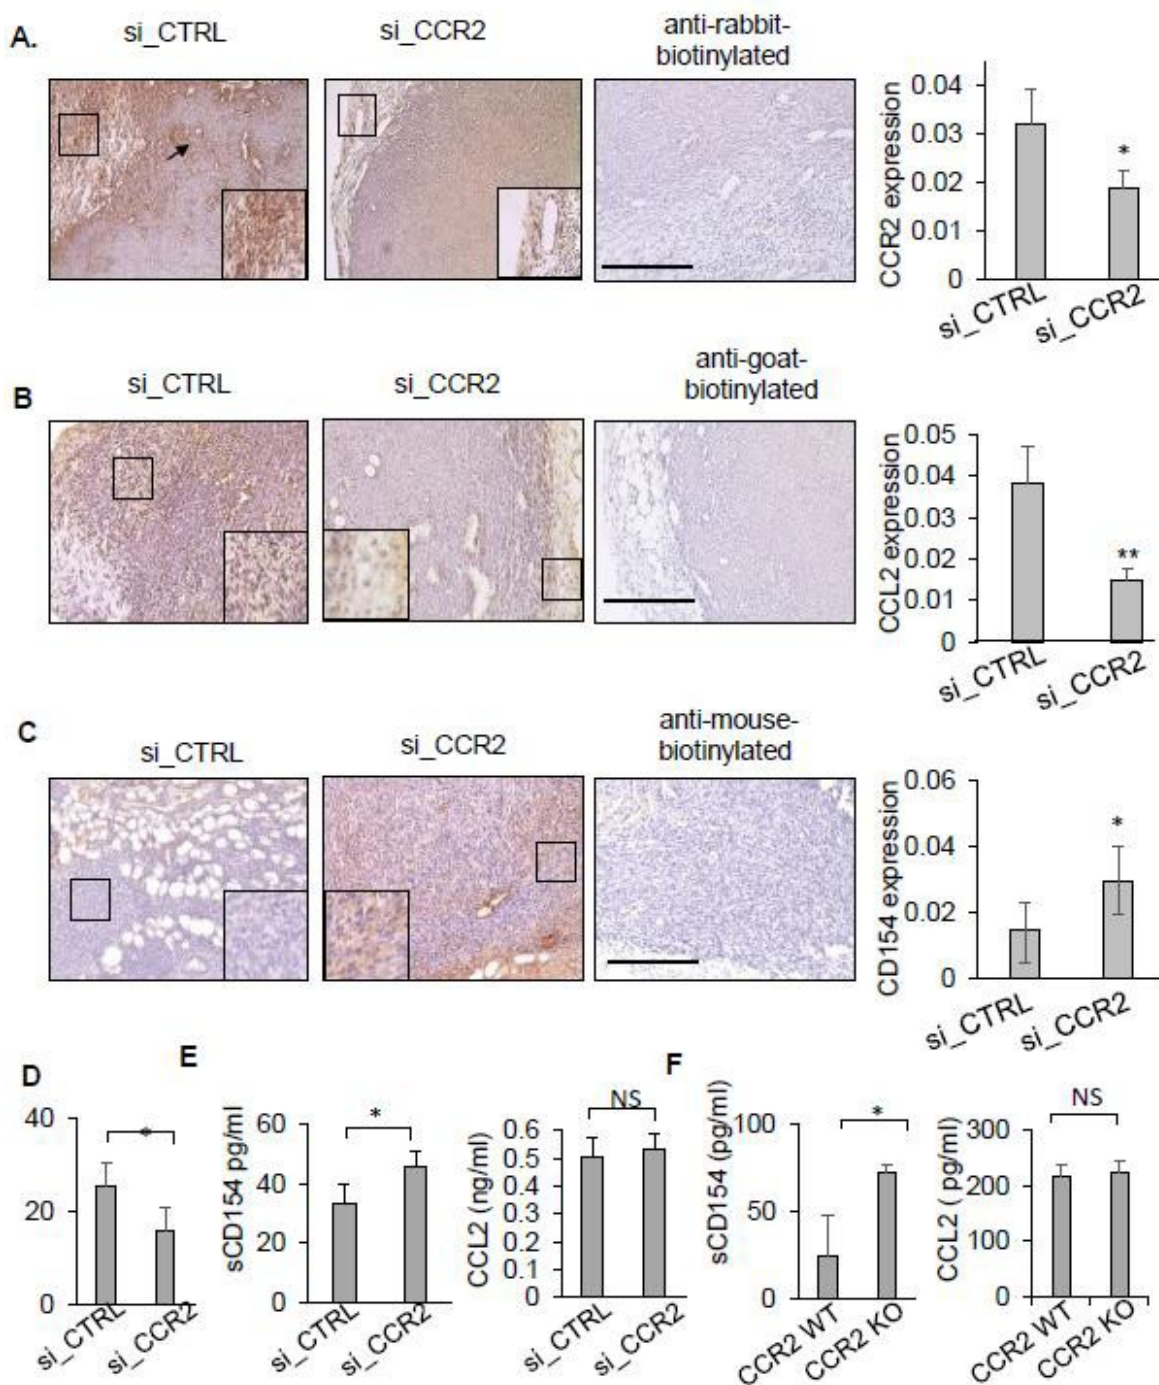 A.
si_CTRL
si_CCR2
anti-rabbit-
biotinylated
CCR2 expression
0.04
0.03
0.02
0.01
0
*
si_CTRL
si_CCR2
B
si_CTRL
si_CCR2
anti-goat-
biotinylated
CCL2 expression
0.05
0.04
0.03
0.02
0.01
0
**
si_CTRL
si_CCR2
C
si_CTRL
si_CCR2
anti-mouse-
biotinylated
CD154 expression
0.06
0.04
0.02
0
*
si_CTRL
si_CCR2
D
40
20
0
*
si_CTRL
si_CCR2
E
sCD154 pg/ml
60
40
20
0
*
si_CTRL
si_CCR2
CCL2 (ng/ml)
0.6
0.5
0.4
0.3
0.2
0.1
0
NS
si_CTRL
si_CCR2
F
sCD154 (pg/ml)
100
50
0
*
CCR2 WT
CCR2 KO
CCL2 ( pg/ml)
300
200
100
0
NS
CCR2 WT
CCR2 KO